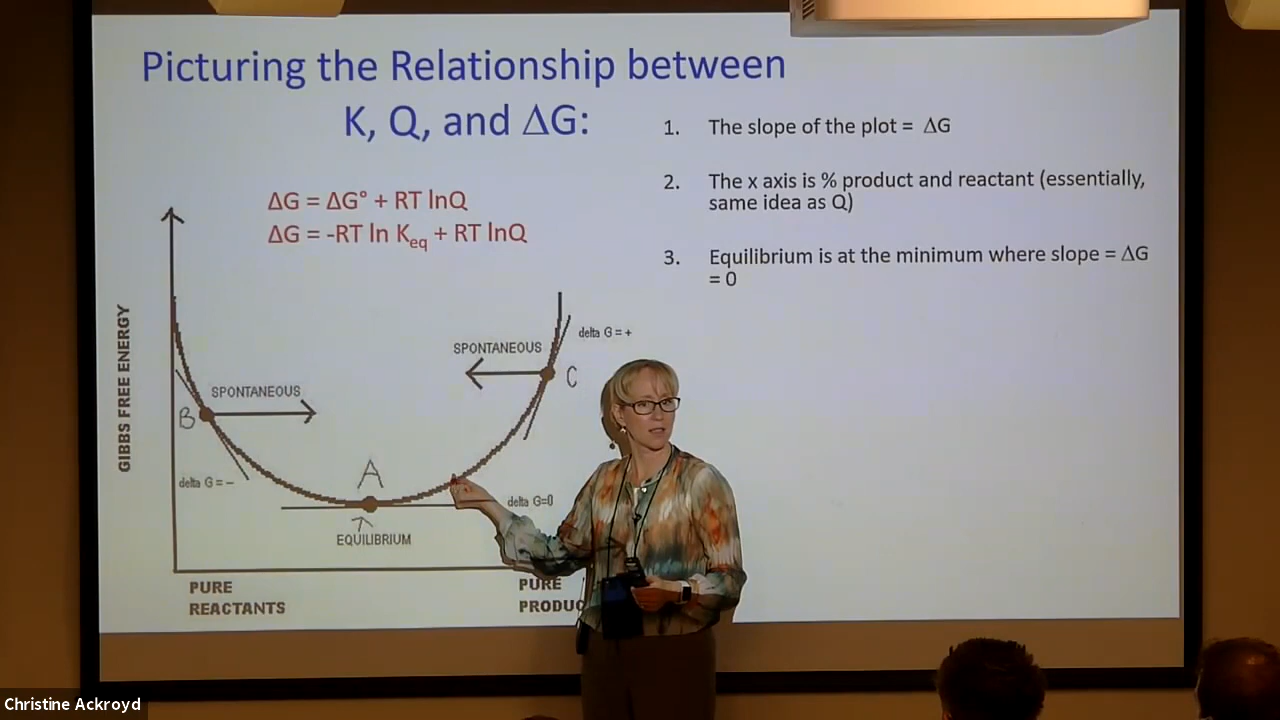 Picturing the Relationship between
K, Q, and ΔG:
1. The slope of the plot = ΔG
2. The x axis is % product and reactant (essentially,
same idea as Q)
3. Equilibrium is at the minimum where slope = ΔG
= 0
ΔG = ΔG° + RT lnQ
ΔG = -RT ln Keq + RT lnQ
GIBBS FREE ENERGY
delta G = +
SPONTANEOUS
C
SPONTANEOUS
B
A
delta G = −
delta G=0
EQUILIBRIUM
PURE
REACTANTS
PURE
PRODUC
Christine Ackroyd